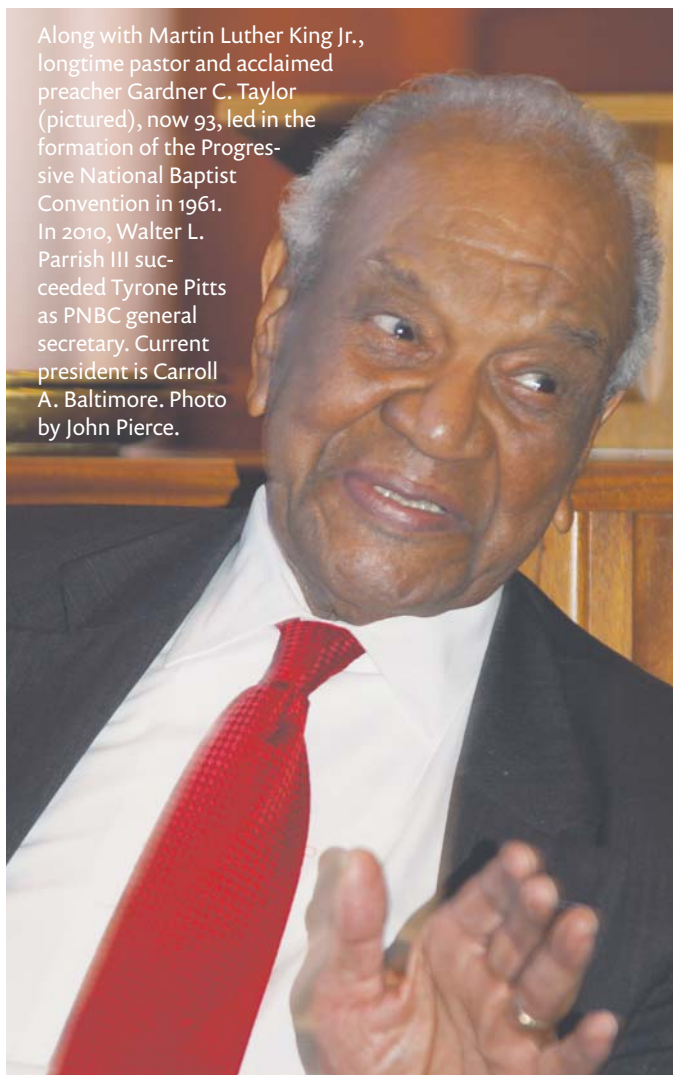 Along with Martin Luther King Jr.,
longtime pastor and acclaimed
preacher Gardner C. Taylor
(pictured), now 93, led in the
formation of the Progres-
sive National Baptist
Convention in 1961.
In 2010, Walter L.
Parrish III suc-
ceeded Tyrone Pitts
as PNBC general
secretary. Current
president is Carroll
A. Baltimore. Photo
by John Pierce.